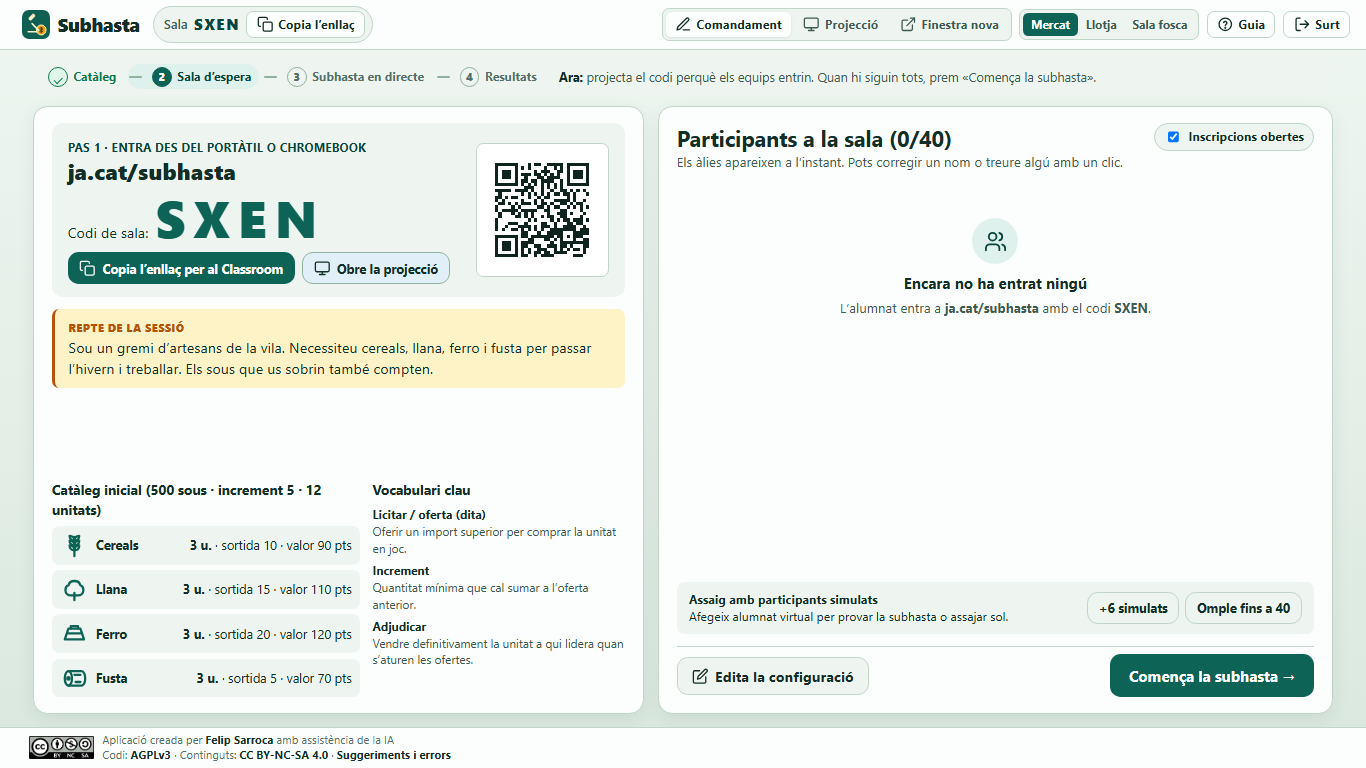 Subhasta
Sala SXEN
Copia l'enllaç
Comandament
Projecció
Finestra nova
Mercat
Llotja
Sala fosca
Guia
Surt
Catàleg
2 Sala d'espera
3 Subhasta en directe
4 Resultats
Ara: projecta el codi perquè els equips entrin. Quan hi siguin tots, prem «Comença la subhasta».
PAS 1 · ENTRA DES DEL PORTÀTIL O CHROMEBOOK
ja.cat/subhasta
Codi de sala: SXEN
Copia l'enllaç per al Classroom
Obre la projecció
REPTE DE LA SESSIÓ
Sou un gremi d'artesans de la vila. Necessiteu cereals, llana, ferro i fusta per passar
l'hivern i treballar. Els sous que us sobrin també compten.
Catàleg inicial (500 sous · increment 5 · 12
unitats)
Cereals 3 u. · sortida 10 · valor 90 pts
Llana 3 u. · sortida 15 · valor 110 pts
Ferro 3 u. · sortida 20 · valor 120 pts
Fusta 3 u. · sortida 5 · valor 70 pts
Vocabulari clau
Licitar / oferta (dita)
Oferir un import superior per comprar la unitat
en joc.
Increment
Quantitat mínima que cal sumar a l'oferta
anterior.
Adjudicar
Vendre definitivament la unitat a qui lidera quan
s'aturen les ofertes.
Participants a la sala (0/40)
Inscripcions obertes
Els àlies apareixen a l'instant. Pots corregir un nom o treure algú amb un clic.
Encara no ha entrat ningú
L'alumnat entra a ja.cat/subhasta amb el codi SXEN.
Assaig amb participants simulats
Afegeix alumnat virtual per provar la subhasta o assajar sol.
+6 simulats
Omple fins a 40
Edita la configuració
Comença la subhasta →
CC BY NC SA
Aplicació creada per Felip Sarroca amb assistència de la IA
Codi: AGPLv3 · Continguts: CC BY-NC-SA 4.0 · Suggeriments i errors